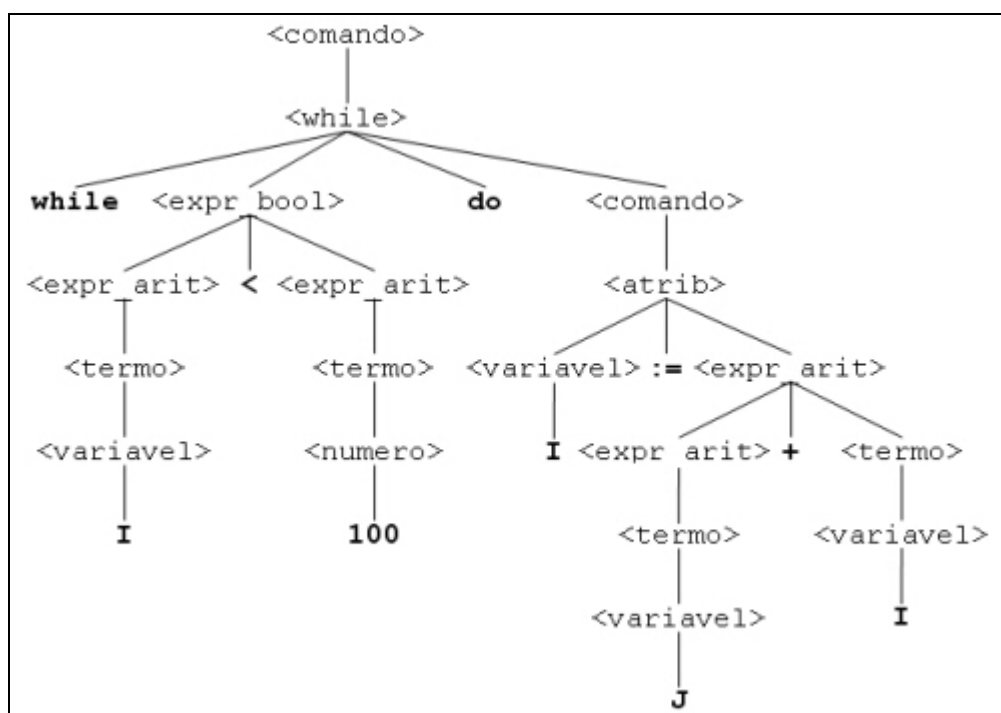 <comando>
<while>
while <expr_bool> do <comando>
<expr_arit> < <expr_arit> <atrib>
<termo> <termo> <variavel> := <expr_arit>
<variavel> <numero> I <expr_arit> + <termo>
I 100 <termo> <variavel>
<variavel> I
J